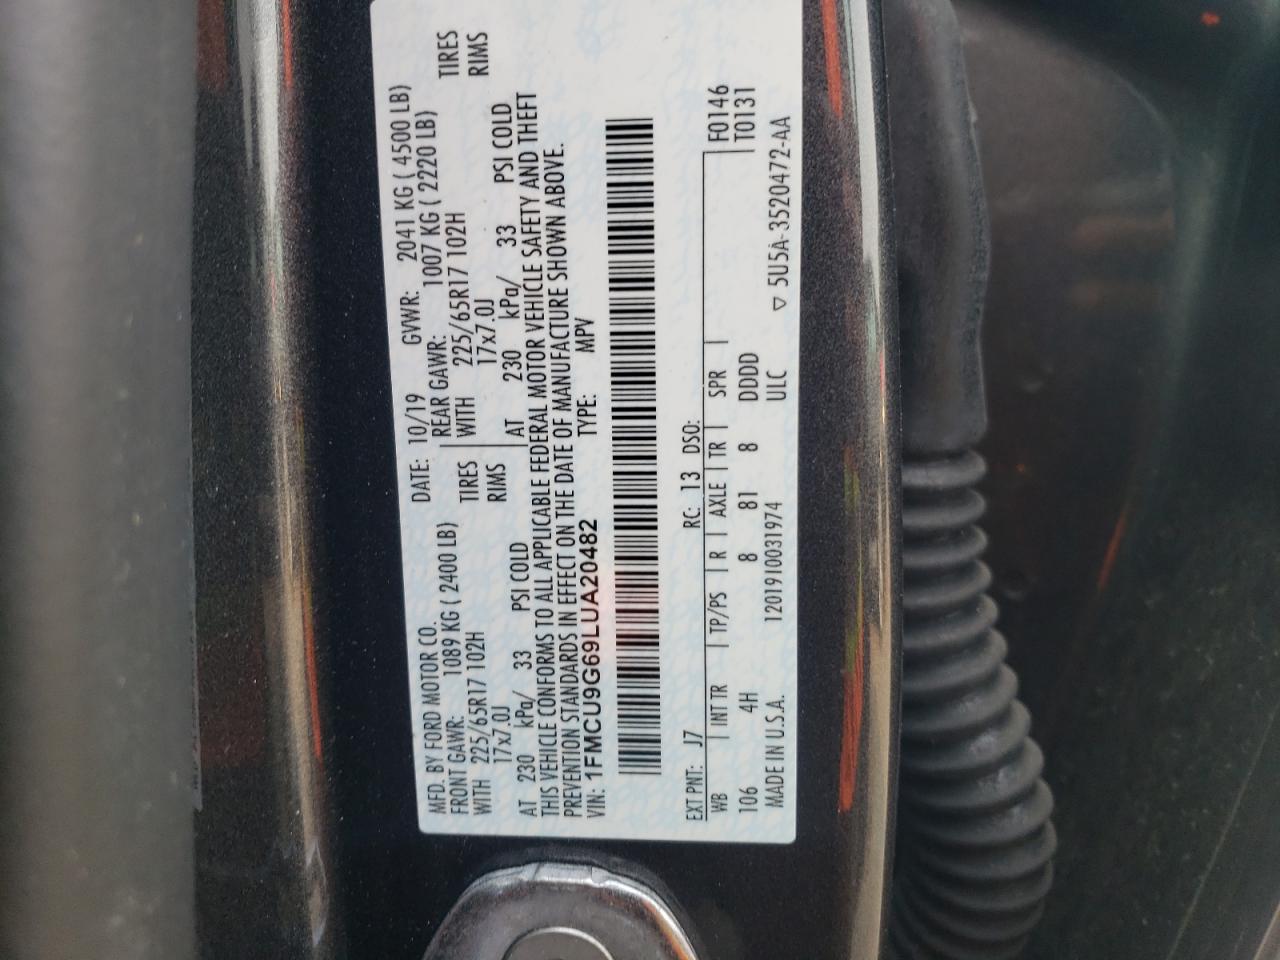 MFD. BY FORD MOTOR CO. DATE: 10/19 GVWR: 2041 KG ( 4500 LB)
FRONT GAWR: 1089 KG ( 2400 LB) REAR GAWR: 1007 KG ( 2220 LB)
WITH 225/65R17 102H TIRES WITH 225/65R17 102H TIRES
17x7.0J RIMS 17x7.0J RIMS
AT 230 kPa/ 33 PSI COLD AT 230 kPa/ 33 PSI COLD
THIS VEHICLE CONFORMS TO ALL APPLICABLE FEDERAL MOTOR VEHICLE SAFETY AND THEFT
PREVENTION STANDARDS IN EFFECT ON THE DATE OF MANUFACTURE SHOWN ABOVE.
VIN: 1FMCU9G69LUA20482 TYPE: MPV
EXT PNT: J7 RC: 13 DSO: F0146
WB INT TR TP/PS R AXLE TR SPR T0131
106 4H 8 81 8 DDDD
MADE IN U.S.A. 120191003​1974 ULC ▽ 5U5A-3520472-AA